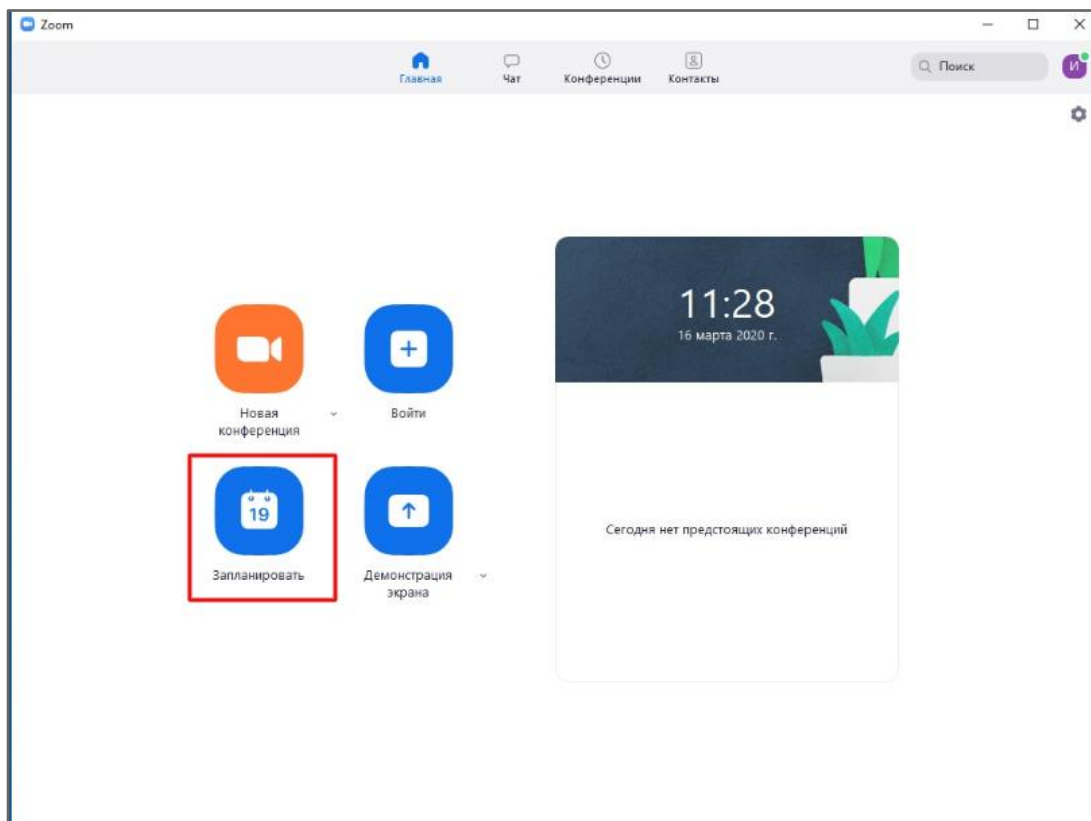 Zoom
Главная
Чат
Конференции
Контакты
Поиск
И
11:28
16 марта 2020 г.
Новая
конференция
Войти
19
Запланировать
Демонстрация
экрана
Сегодня нет предстоящих конференций